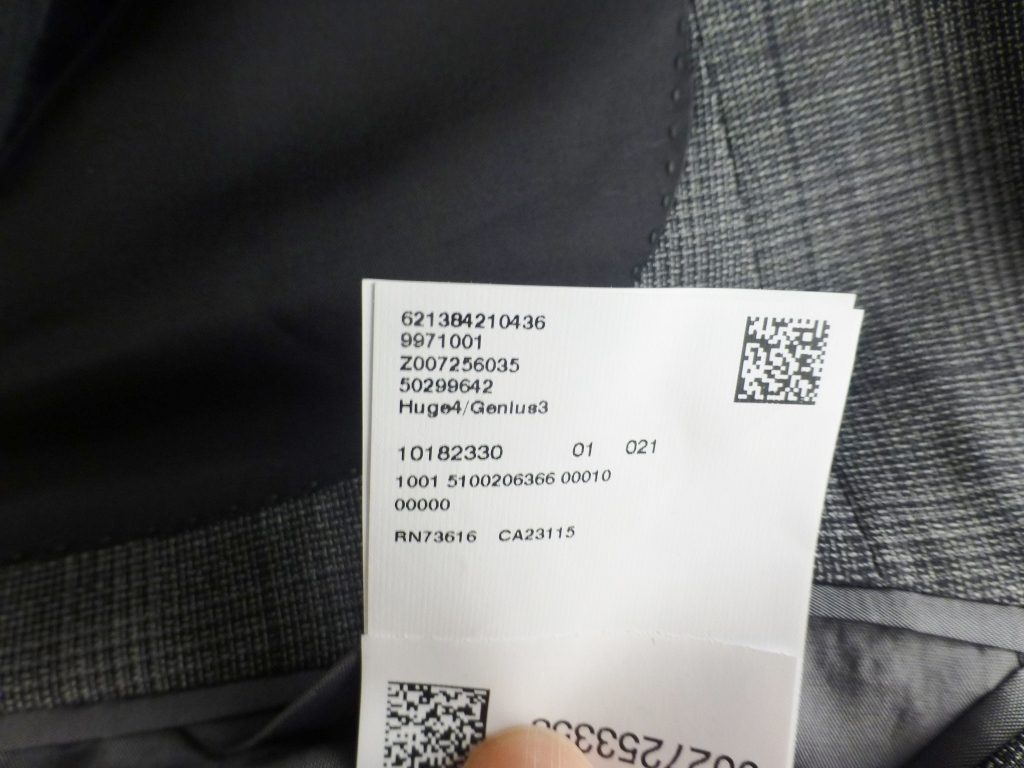 621384210436
9971001
Z007256035
50299642
Huge4/Genius3
10182330 01 021
1001 5100206366 00010
00000
RN73616 CA23115